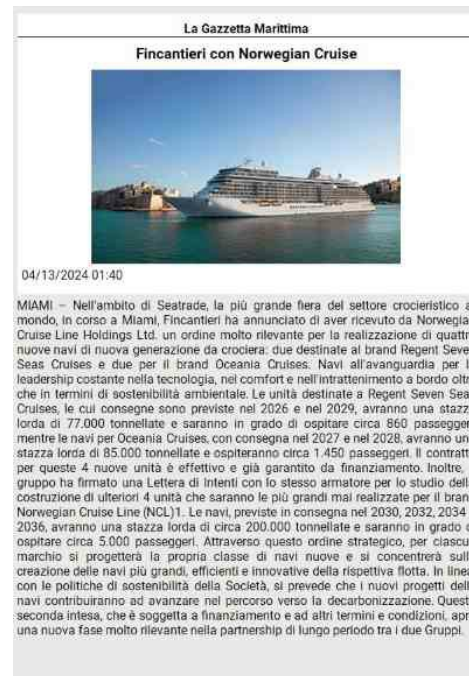 La Gazzetta Marittima
Fincantieri con Norwegian Cruise
04/13/2024 01:40
MIAMI – Nell'ambito di Seatrade, la più grande fiera del settore crocieristico a
mondo, in corso a Miami, Fincantieri ha annunciato di aver ricevuto da Norwegia
Cruise Line Holdings Ltd. un ordine molto rilevante per la realizzazione di quattr
nuove navi di nuova generazione da crociera: due destinate al brand Regent Seve
Seas Cruises e due per il brand Oceania Cruises. Navi all'avanguardia per l
leadership costante nella tecnologia, nel comfort e nell'intrattenimento a bordo oltr
che in termini di sostenibilità ambientale. Le unità destinate a Regent Seven Sea
Cruises, le cui consegne sono previste nel 2026 e nel 2029, avranno una stazz
lorda di 77.000 tonnellate e saranno in grado di ospitare circa 860 passegger
mentre le navi per Oceania Cruises, con consegna nel 2027 e nel 2028, avranno un
stazza lorda di 85.000 tonnellate e ospiteranno circa 1.450 passeggeri. Il contratt
per queste 4 nuove unità è effettivo e già garantito da finanziamento. Inoltre,
gruppo ha firmato una Lettera di Intenti con lo stesso armatore per lo studio dell
costruzione di ulteriori 4 unità che saranno le più grandi mai realizzate per il bran
Norwegian Cruise Line (NCL)1. Le navi, previste in consegna nel 2030, 2032, 2034
2036, avranno una stazza lorda di circa 200.000 tonnellate e saranno in grado d
ospitare circa 5.000 passeggeri. Attraverso questo ordine strategico, per ciascu
marchio si progetterà la propria classe di navi nuove e si concentrerà sull
creazione delle navi più grandi, efficienti e innovative della rispettiva flotta. In line
con le politiche di sostenibilità della Società, si prevede che i nuovi progetti dell
navi contribuiranno ad avanzare nel percorso verso la decarbonizzazione. Quest
seconda intesa, che è soggetta a finanziamento e ad altri termini e condizioni, apr
una nuova fase molto rilevante nella partnership di lungo periodo tra i due Gruppi.